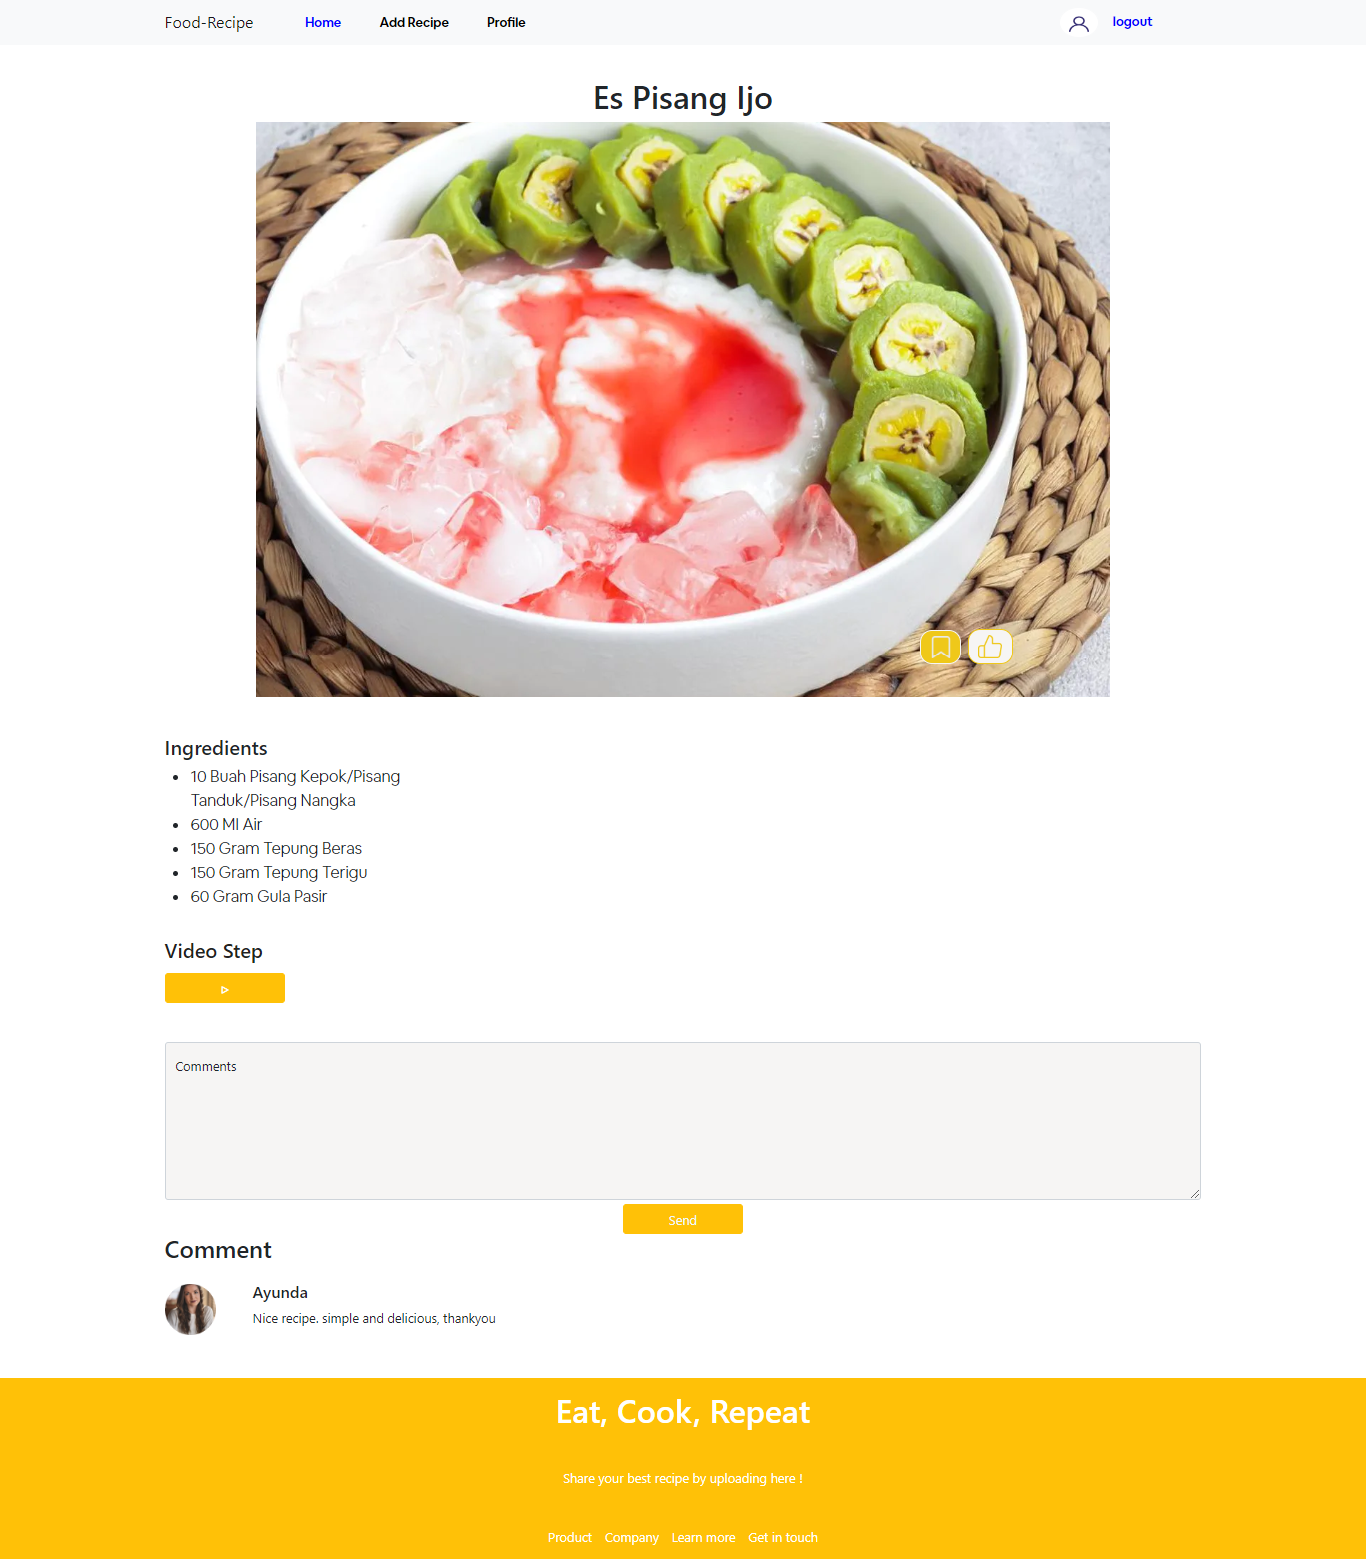 Food-Recipe Home Add Recipe Profile logout
Es Pisang Ijo
Ingredients
10 Buah Pisang Kepok/Pisang
Tanduk/Pisang Nangka
600 Ml Air
150 Gram Tepung Beras
150 Gram Tepung Terigu
60 Gram Gula Pasir
Video Step
Comments
Send
Comment
Ayunda
Nice recipe. simple and delicious, thankyou
Eat, Cook, Repeat
Share your best recipe by uploading here !
Product Company Learn more Get in touch